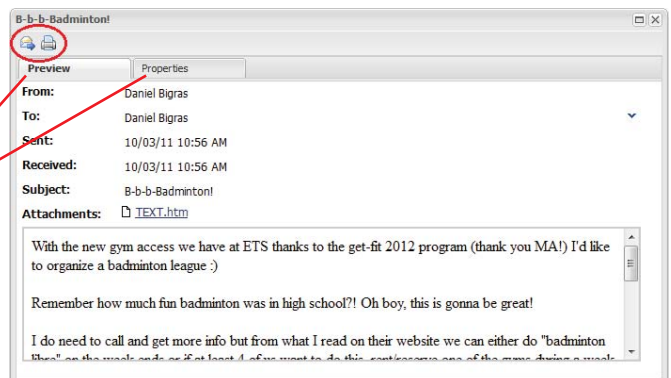 B-b-b-Badminton!
Preview Properties
From: Daniel Bigras
To: Daniel Bigras
Sent: 10/03/11 10:56 AM
Received: 10/03/11 10:56 AM
Subject: B-b-b-Badminton!
Attachments: TEXT.htm
With the new gym access we have at ETS thanks to the get-fit 2012 program (thank you MA!) I'd like
to organize a badminton league :)
Remember how much fun badminton was in high school?! Oh boy, this is gonna be great!
I do need to call and get more info but from what I read on their website we can either do "badminton
libre" on the week ends or if at least 4 of us want to do this, rent/reserve one of the gyms during a week